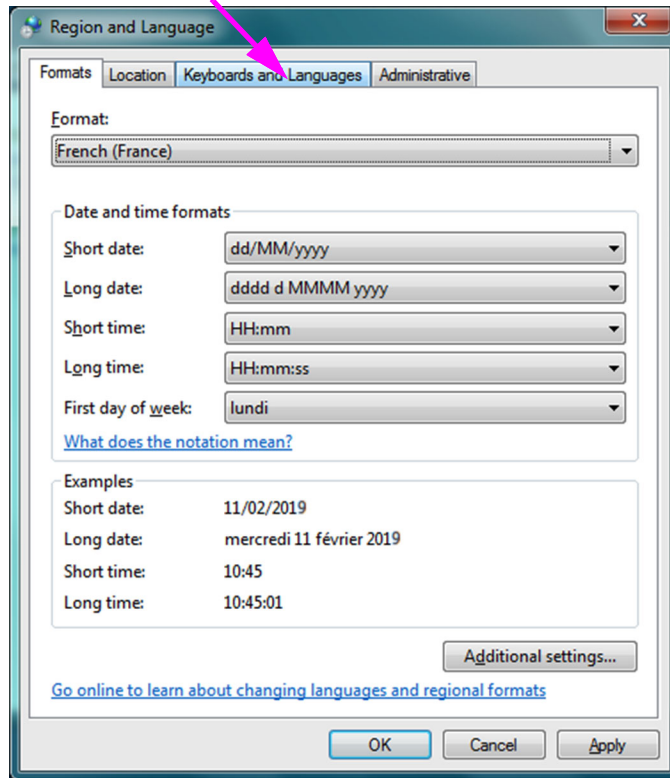 Region and Language
Formats Location Keyboards and Languages Administrative
Format:
French (France)
Date and time formats
Short date: dd/MM/yyyy
Long date: dddd d MMMM yyyy
Short time: HH:mm
Long time: HH:mm:ss
First day of week: lundi
What does the notation mean?
Examples
Short date: 11/02/2019
Long date: mercredi 11 février 2019
Short time: 10:45
Long time: 10:45:01
Additional settings...
Go online to learn about changing languages and regional formats
OK Cancel Apply